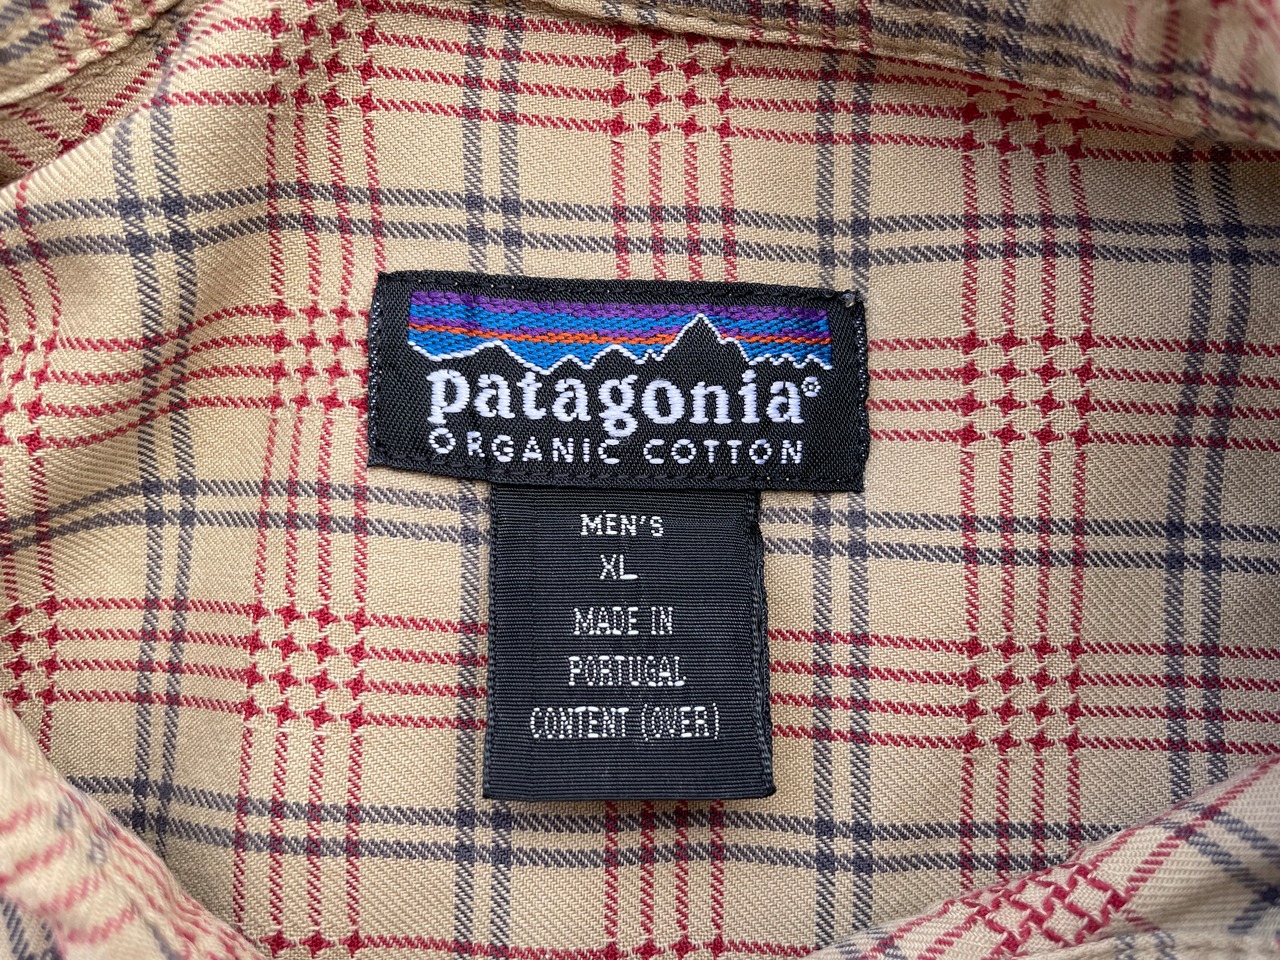 patagonia®
ORGANIC COTTON
MEN'S
XL
MADE IN
PORTUGAL
CONTENT (OVER)